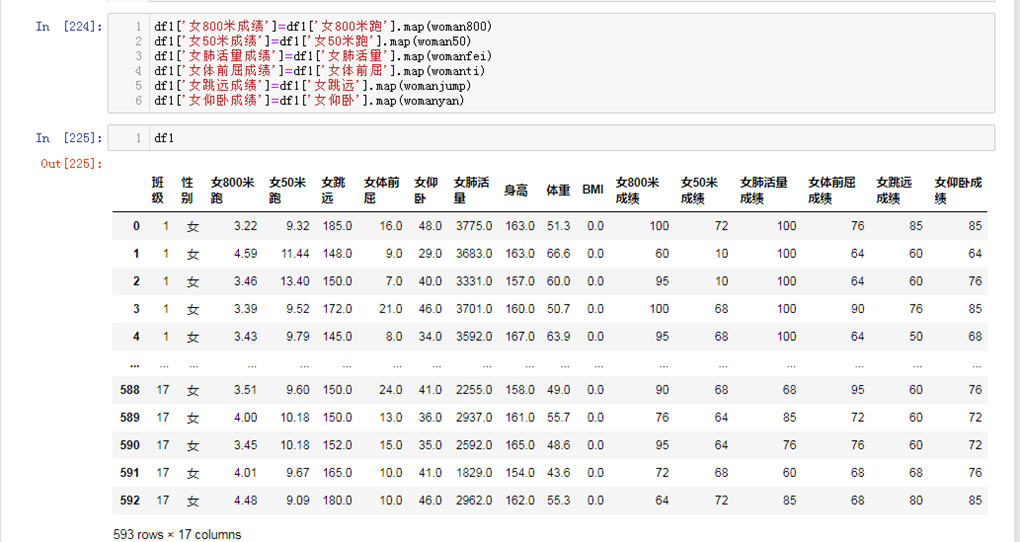 In [224]:
1 df1['女800米成绩']=df1['女800米跑'].map(woman800)
2 df1['女50米成绩']=df1['女50米跑'].map(woman50)
3 df1['女肺活量成绩']=df1['女肺活量'].map(womanfei)
4 df1['女体前屈成绩']=df1['女体前屈'].map(womanti)
5 df1['女跳远成绩']=df1['女跳远'].map(womanjump)
6 df1['女仰卧成绩']=df1['女仰卧'].map(womanyan)
In [225]:
1 df1
Out[225]:
班级 性别 女800米跑 女50米跑 女跳远 女体前屈 女仰卧 女肺活量 身高 体重 BMI 女800米成绩 女50米成绩 女肺活量成绩 女体前屈成绩 女跳远成绩 女仰卧成绩
0 1 女 3.22 9.32 185.0 16.0 48.0 3775.0 163.0 51.3 0.0 100 72 100 76 85 85
1 1 女 4.59 11.44 148.0 9.0 29.0 3683.0 163.0 66.6 0.0 60 10 100 64 60 64
2 1 女 3.46 13.40 150.0 7.0 40.0 3331.0 157.0 60.0 0.0 95 10 100 64 60 76
3 1 女 3.39 9.52 172.0 21.0 46.0 3701.0 160.0 50.7 0.0 100 68 100 90 76 85
4 1 女 3.43 9.79 145.0 8.0 34.0 3592.0 167.0 63.9 0.0 95 68 100 64 50 68
... ... ... ... ... ... ... ... ... ... ... ... ... ... ... ... ... ...
588 17 女 3.51 9.60 150.0 24.0 41.0 2255.0 158.0 49.0 0.0 90 68 68 95 60 76
589 17 女 4.00 10.18 150.0 13.0 36.0 2937.0 161.0 55.7 0.0 76 64 85 72 60 72
590 17 女 3.45 10.18 152.0 15.0 35.0 2592.0 165.0 48.6 0.0 95 64 76 76 60 72
591 17 女 4.01 9.67 165.0 10.0 41.0 1829.0 154.0 43.6 0.0 72 68 60 68 68 76
592 17 女 4.48 9.09 180.0 10.0 46.0 2962.0 162.0 55.3 0.0 64 72 85 68 80 85
593 rows × 17 columns